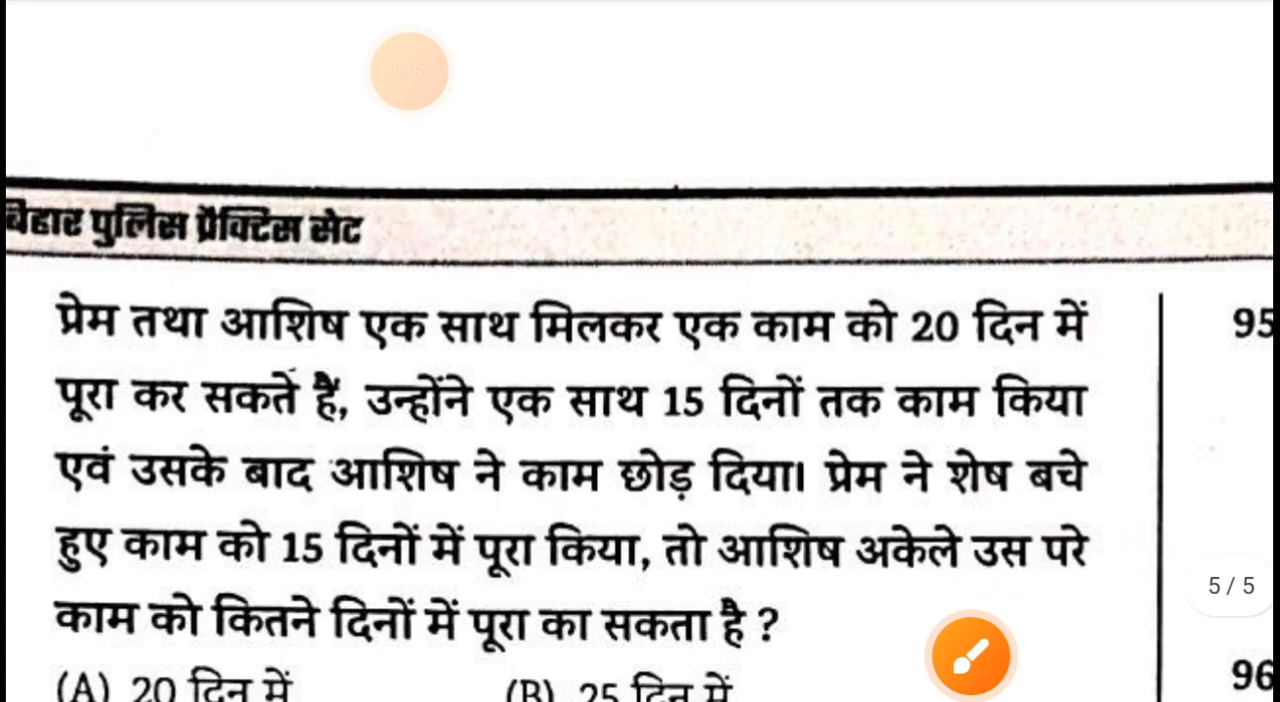 बिहार पुलिस प्रैक्टिस सेट
प्रेम तथा आशिष एक साथ मिलकर एक काम को 20 दिन में
पूरा कर सकते हैं, उन्होंने एक साथ 15 दिनों तक काम किया
एवं उसके बाद आशिष ने काम छोड़ दिया। प्रेम ने शेष बचे
हुए काम को 15 दिनों में पूरा किया, तो आशिष अकेले उस परे
काम को कितने दिनों में पूरा का सकता है ?
(A) 20 दिन में (B) 25 दिन में
95
5 / 5
96